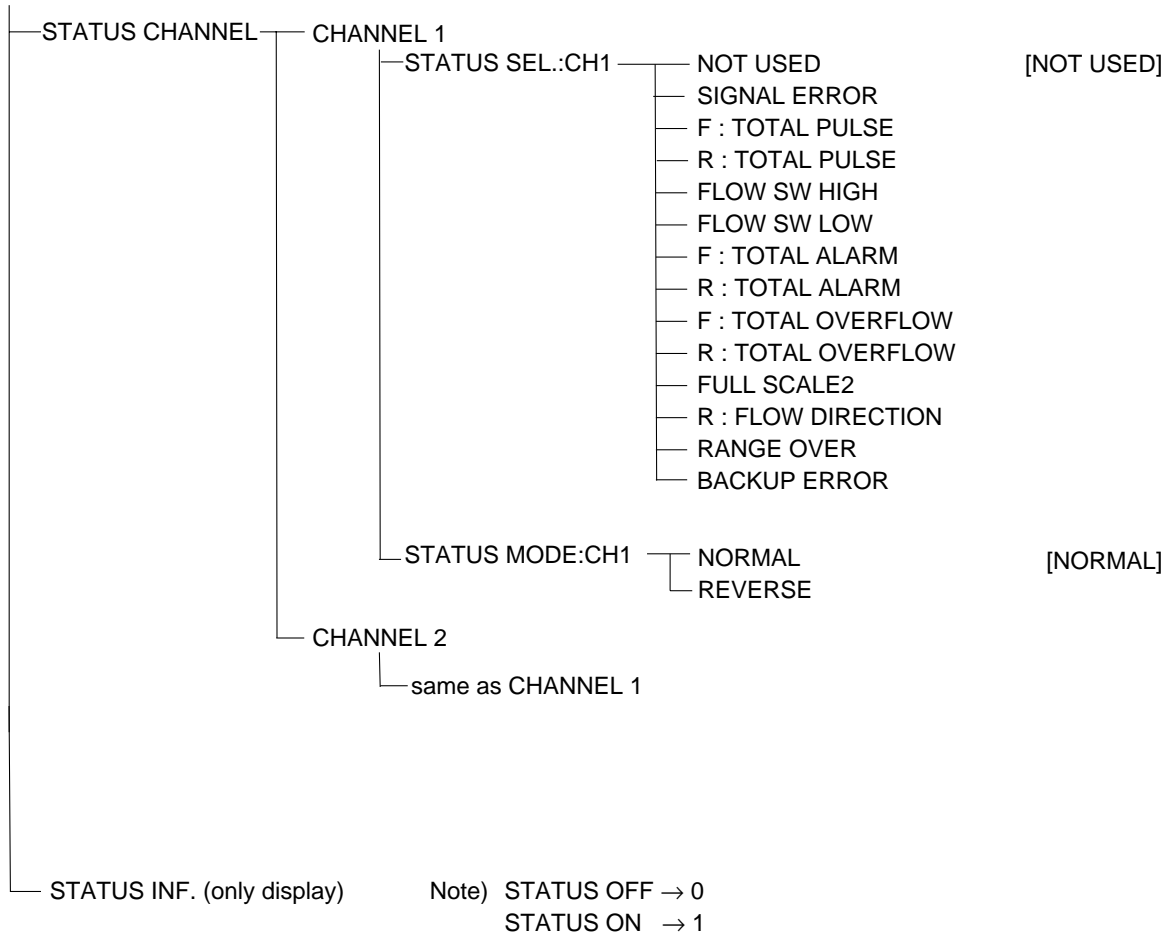 STATUS CHANNEL CHANNEL 1
STATUS SEL.:CH1 NOT USED [NOT USED]
SIGNAL ERROR
F : TOTAL PULSE
R : TOTAL PULSE
FLOW SW HIGH
FLOW SW LOW
F : TOTAL ALARM
R : TOTAL ALARM
F : TOTAL OVERFLOW
R : TOTAL OVERFLOW
FULL SCALE2
R : FLOW DIRECTION
RANGE OVER
BACKUP ERROR
STATUS MODE:CH1 NORMAL [NORMAL]
REVERSE
CHANNEL 2
same as CHANNEL 1
STATUS INF. (only display) Note) STATUS OFF → 0
STATUS ON → 1